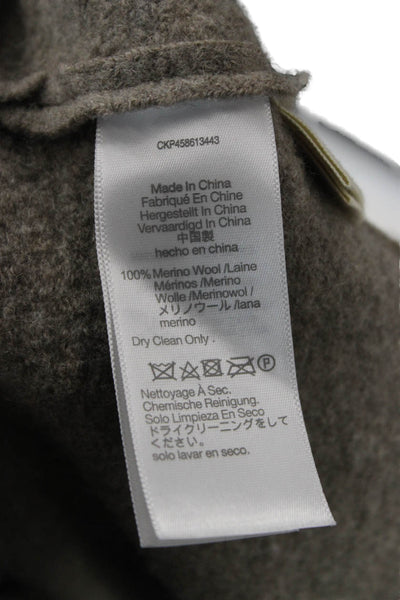 CKP458613443
Made In China
Fabriqué En Chine
Hergestellt In China
Vervaardigd In China
中国製
hecho en china
100% Merino Wool /Laine
Mérinos /Merino
Wolle /Merinowol /
メリノウール /lana
merino
Dry Clean Only .
P
Nettoyage À Sec.
Chemische Reinigung.
Solo Limpieza En Seco
ドライクリーニングをして
ください。
solo lavar en seco.